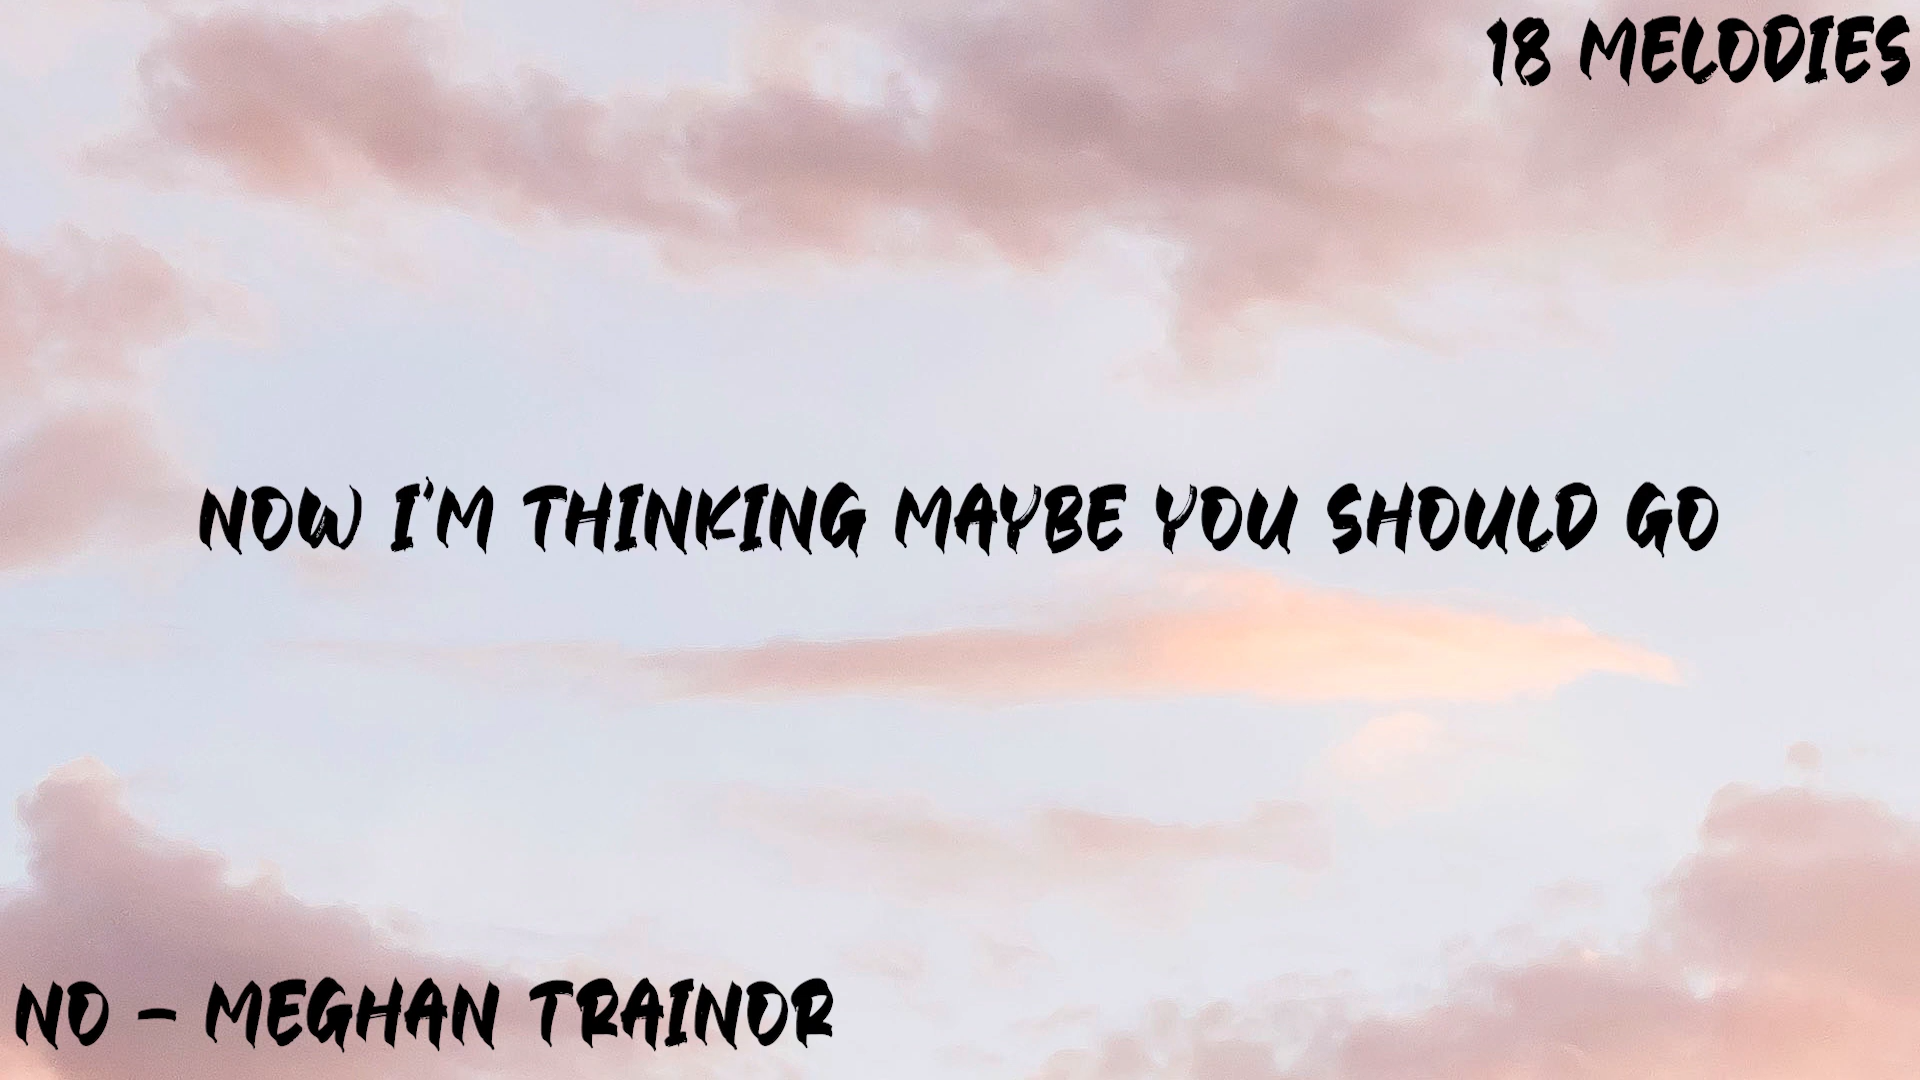 18 MELODIES
NOW I'M THINKING MAYBE YOU SHOULD GO
NO - MEGHAN TRAINOR